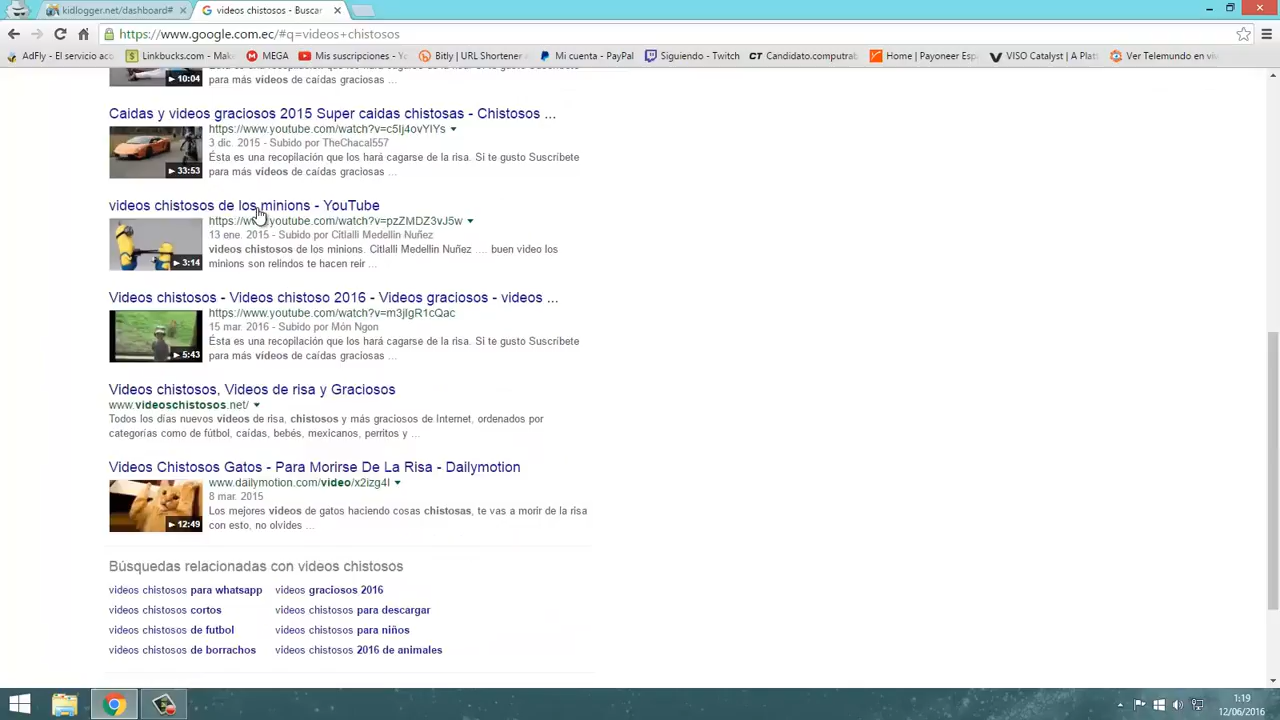 kidlogger.net/dashboard#
videos chistosos - Buscar
https://www.google.com.ec/#q=videos+chistosos
AdFly - El servicio aco
Linkbucks.com - Make
MEGA
Mis suscripciones - Yo
Bitly | URL Shortener
Mi cuenta - PayPal
Siguiendo - Twitch
CT Candidato.computrab
Home | Payoneer Espa
VISO Catalyst | A Plat
Ver Telemundo en vi
10:04
para más videos de caídas graciosas ...
Caidas y videos graciosos 2015 Super caidas chistosas - Chistosos ...
https://www.youtube.com/watch?v=c5Ij4ovYIYs
3 dic. 2015 - Subido por TheChacal557
Ésta es una recopilación que los hará cagarse de la risa. Si te gusto Suscríbete
33:53
para más videos de caídas graciosas ...
videos chistosos de los minions - YouTube
https://www.youtube.com/watch?v=pzZMDZ3vJ5w
13 ene. 2015 - Subido por Citlalli Medellin Nuñez
videos chistosos de los minions. Citlalli Medellin Nuñez .... buen video los
3:14
minions son relindos te hacen reir ...
Videos chistosos - Videos chistoso 2016 - Videos graciosos - videos ...
https://www.youtube.com/watch?v=m3jIgR1cQac
15 mar. 2016 - Subido por Món Ngon
Ésta es una recopilación que los hará cagarse de la risa. Si te gusto Suscríbete
5:43
para más videos de caídas graciosas ...
Videos chistosos, Videos de risa y Graciosos
www.videoschistosos.net/
Todos los días nuevos videos de risa, chistosos y más graciosos de Internet, ordenados por
categorías como de fútbol, caídas, bebés, mexicanos, perritos y ...
Videos Chistosos Gatos - Para Morirse De La Risa - Dailymotion
www.dailymotion.com/video/x2izg4l
8 mar. 2015
Los mejores videos de gatos haciendo cosas chistosas, te vas a morir de la risa
12:49
con esto, no olvides ...
Búsquedas relacionadas con videos chistosos
videos chistosos para whatsapp
videos graciosos 2016
videos chistosos cortos
videos chistosos para descargar
videos chistosos de futbol
videos chistosos para niños
videos chistosos de borrachos
videos chistosos 2016 de animales
1:19
12/06/2016